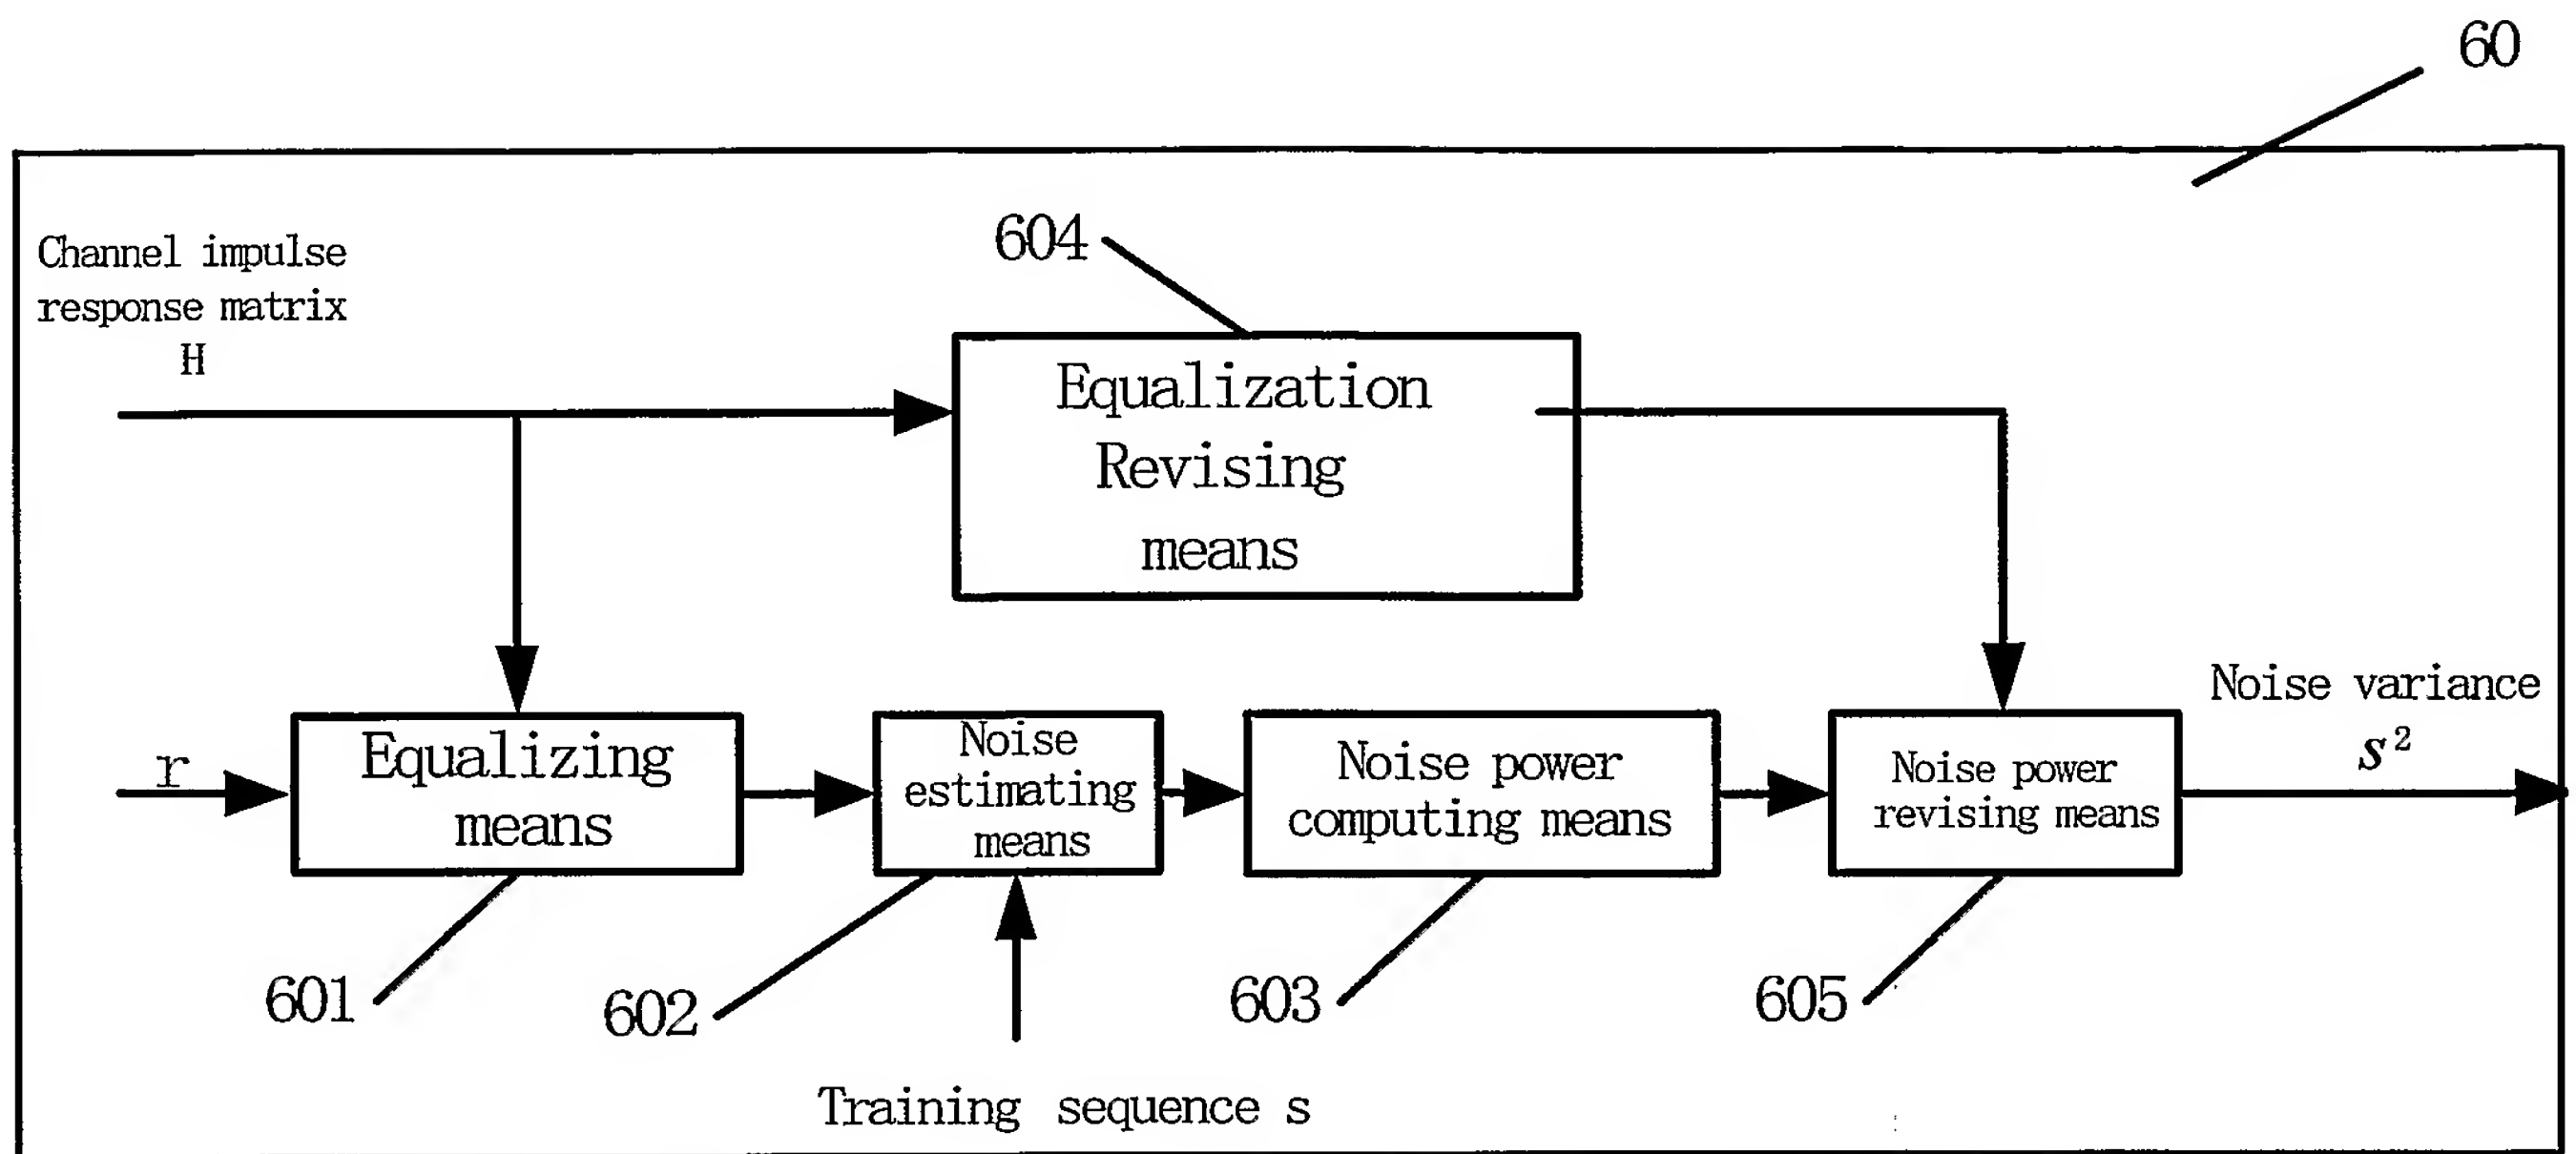 60
Channel impulse
response matrix
H
604
Equalization
Revising
means
r
Equalizing
means
Noise
estimating
means
Noise power
computing means
Noise power
revising means
Noise variance
s²
601
602
603
605
Training sequence s